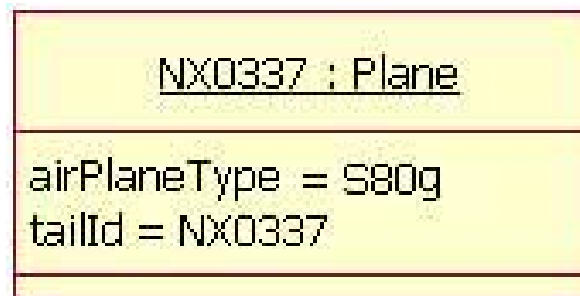 NX0337 : Plane
airPlaneType = S80g
tailId = NX0337